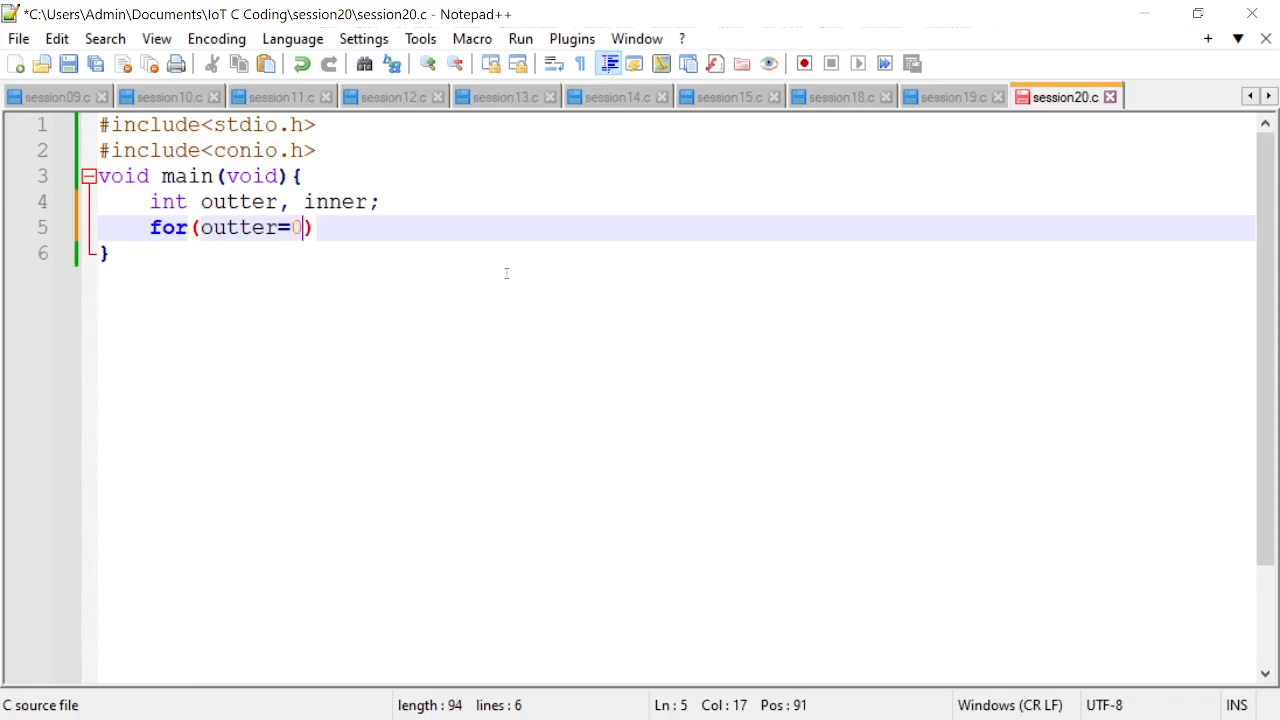 *C:\Users\Admin\Documents\IoT C Coding\session20\session20.c - Notepad++
File Edit Search View Encoding Language Settings Tools Macro Run Plugins Window ?
session09.c session10.c session11.c session12.c session13.c session14.c session15.c session18.c session19.c session20.c
1 #include<stdio.h>
2 #include<conio.h>
3 void main(void){
4 int outter, inner;
5 for(outter=0)
6 }
C source file length : 94 lines : 6 Ln : 5 Col : 17 Pos : 91 Windows (CR LF) UTF-8 INS